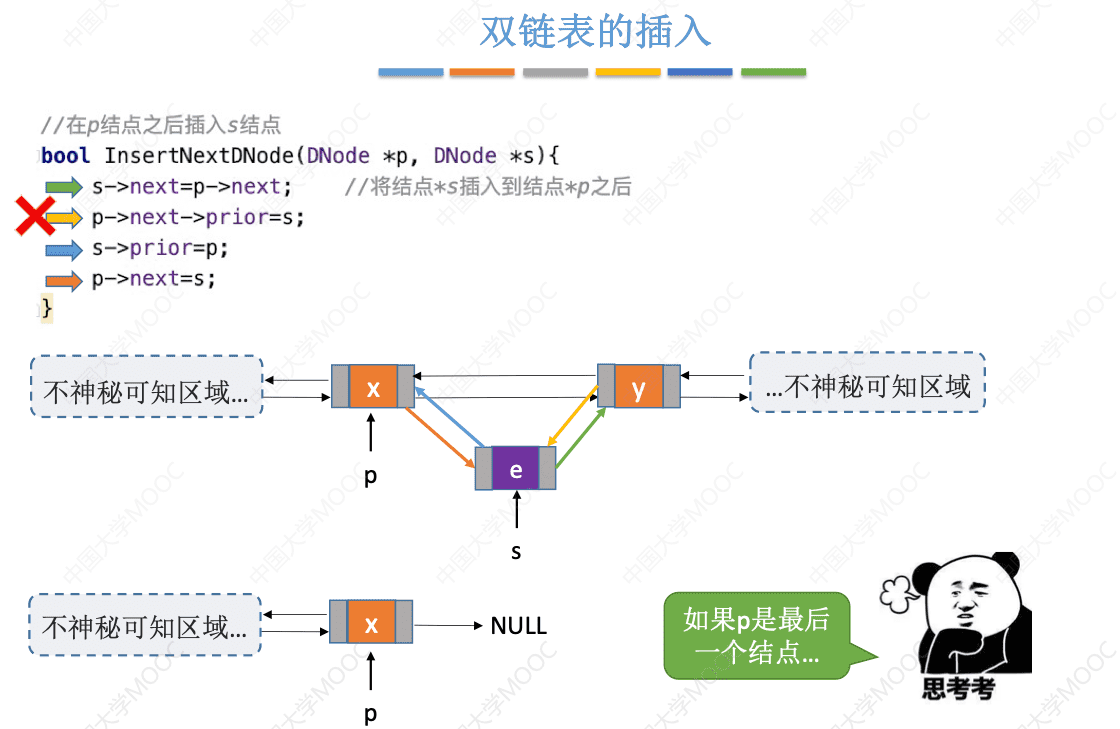 双链表的插入
//在p结点之后插入s结点
bool InsertNextDNode(DNode *p, DNode *s){
s->next=p->next; //将结点*s插入到结点*p之后
p->next->prior=s;
s->prior=p;
p->next=s;
}
不神秘可知区域...
x
y
...不神秘可知区域
p
e
s
不神秘可知区域...
x
NULL
p
如果p是最后
一个结点...
思考考
中国大学MOOC